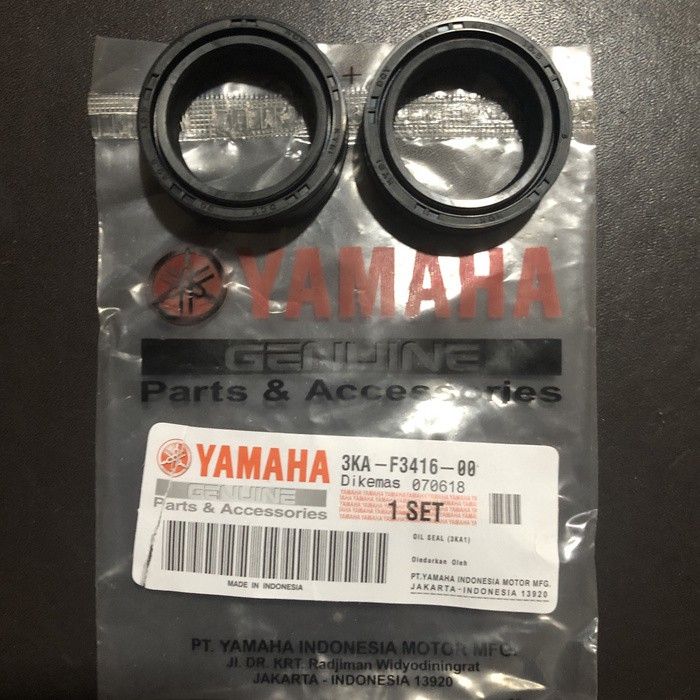 YAMAHA
GENUINE
Parts & Accessories
YAMAHA
GENUINE
Parts & Accessories
3KA-F3416-00
Dikemas 070618
1 SET
OIL SEAL (3KA1)
Diedarkan Oleh
PT.YAMAHA INDONESIA MOTOR MFG.
JAKARTA-INDONESIA 13920
MADE IN INDONESIA
PT. YAMAHA INDONESIA MOTOR MFG.
Jl. DR. KRT. Radjiman Widyodiningrat
JAKARTA - INDONESIA 13920